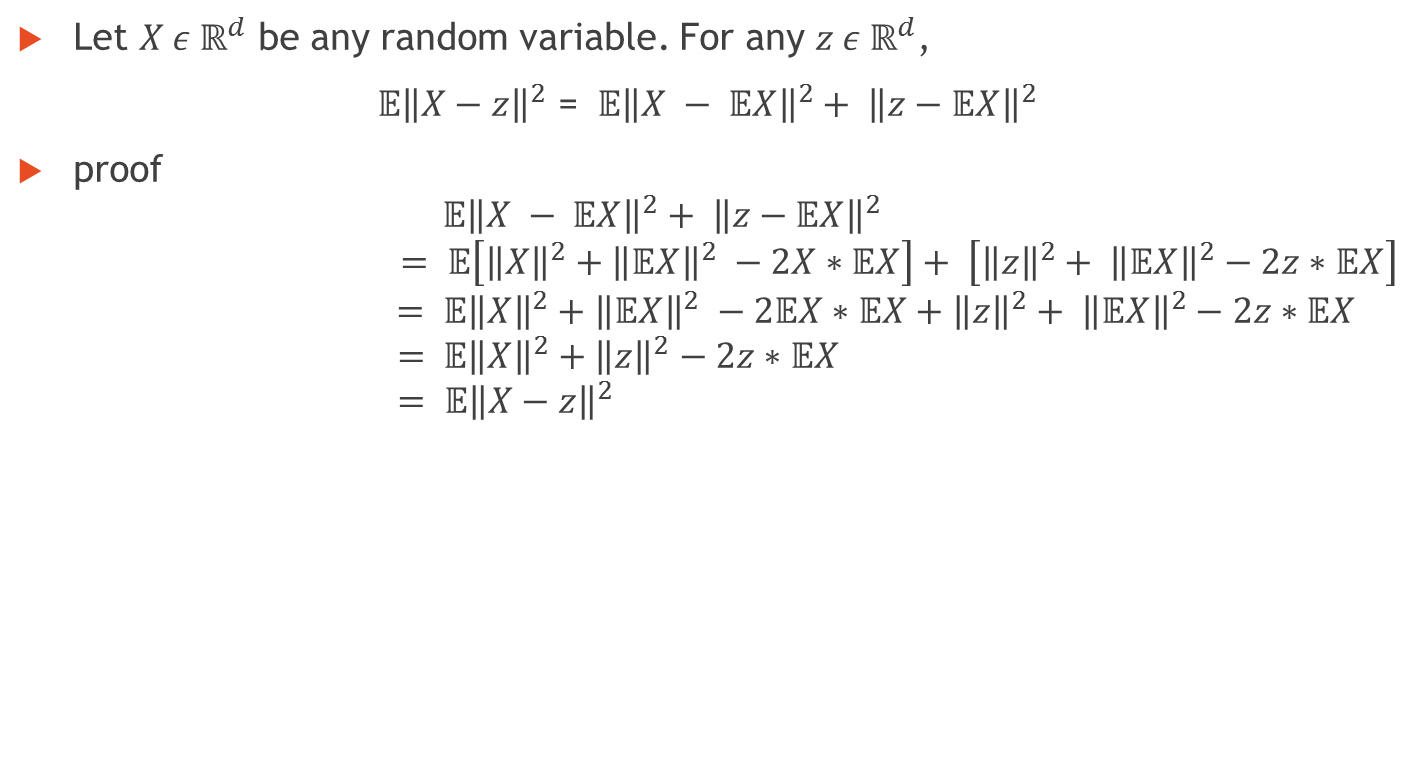 Let 𝑋 𝜖 ℝ^𝑑 be any random variable. For any 𝑧 𝜖 ℝ^𝑑,
𝔼‖𝑋 − 𝑧‖² = 𝔼‖𝑋 − 𝔼𝑋‖² + ‖𝑧 − 𝔼𝑋‖²
proof
𝔼‖𝑋 − 𝔼𝑋‖² + ‖𝑧 − 𝔼𝑋‖²
= 𝔼[‖𝑋‖² + ‖𝔼𝑋‖² − 2𝑋 ∗ 𝔼𝑋] + [‖𝑧‖² + ‖𝔼𝑋‖² − 2𝑧 ∗ 𝔼𝑋]
= 𝔼‖𝑋‖² + ‖𝔼𝑋‖² − 2𝔼𝑋 ∗ 𝔼𝑋 + ‖𝑧‖² + ‖𝔼𝑋‖² − 2𝑧 ∗ 𝔼𝑋
= 𝔼‖𝑋‖² + ‖𝑧‖² − 2𝑧 ∗ 𝔼𝑋
= 𝔼‖𝑋 − 𝑧‖²